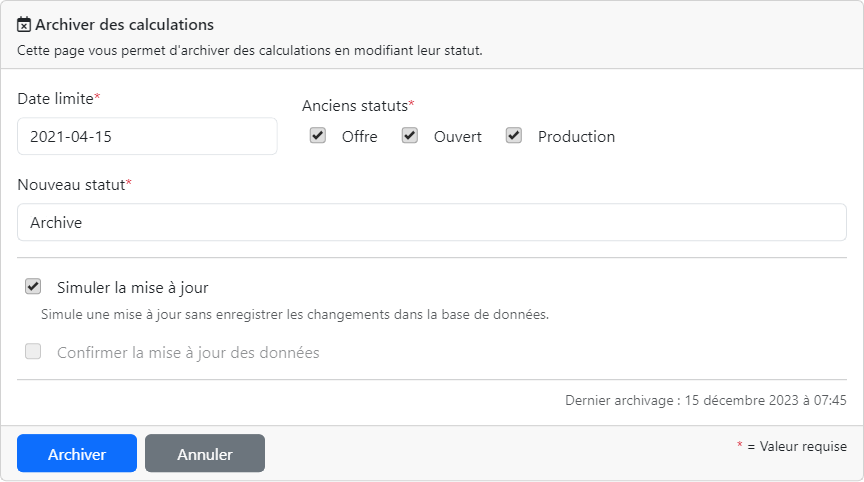 Archiver des calculations
Cette page vous permet d'archiver des calculations en modifiant leur statut.
Date limite*
2021-04-15
Anciens statuts*
Offre Ouvert Production
Nouveau statut*
Archive
Simuler la mise à jour
Simule une mise à jour sans enregistrer les changements dans la base de données.
Confirmer la mise à jour des données
Dernier archivage : 15 décembre 2023 à 07:45
Archiver Annuler
* = Valeur requise